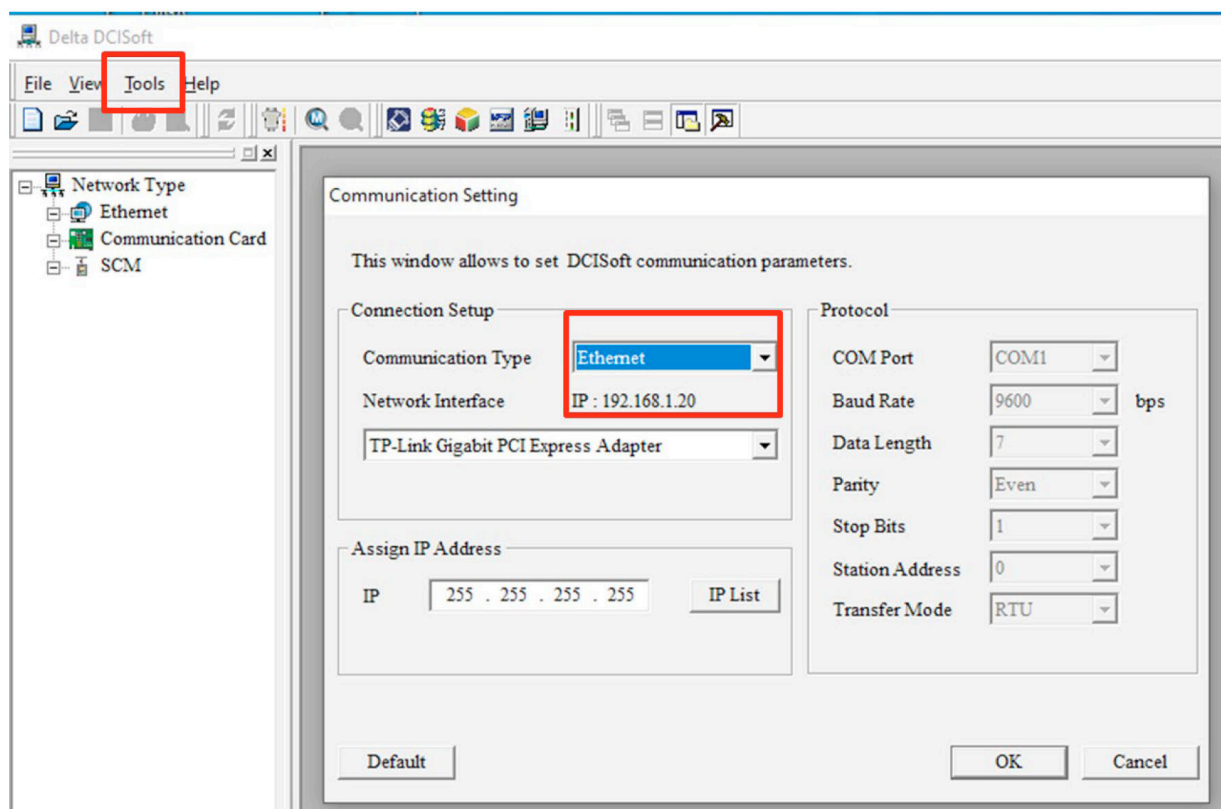 Delta DCISoft
File View Tools Help
Network Type
Ethernet
Communication Card
SCM
Communication Setting
This window allows to set DCISoft communication parameters.
Connection Setup
Communication Type Ethernet
Network Interface IP : 192.168.1.20
TP-Link Gigabit PCI Express Adapter
Assign IP Address
IP 255 . 255 . 255 . 255 IP List
Protocol
COM Port COM1
Baud Rate 9600 bps
Data Length 7
Parity Even
Stop Bits 1
Station Address 0
Transfer Mode RTU
Default OK Cancel